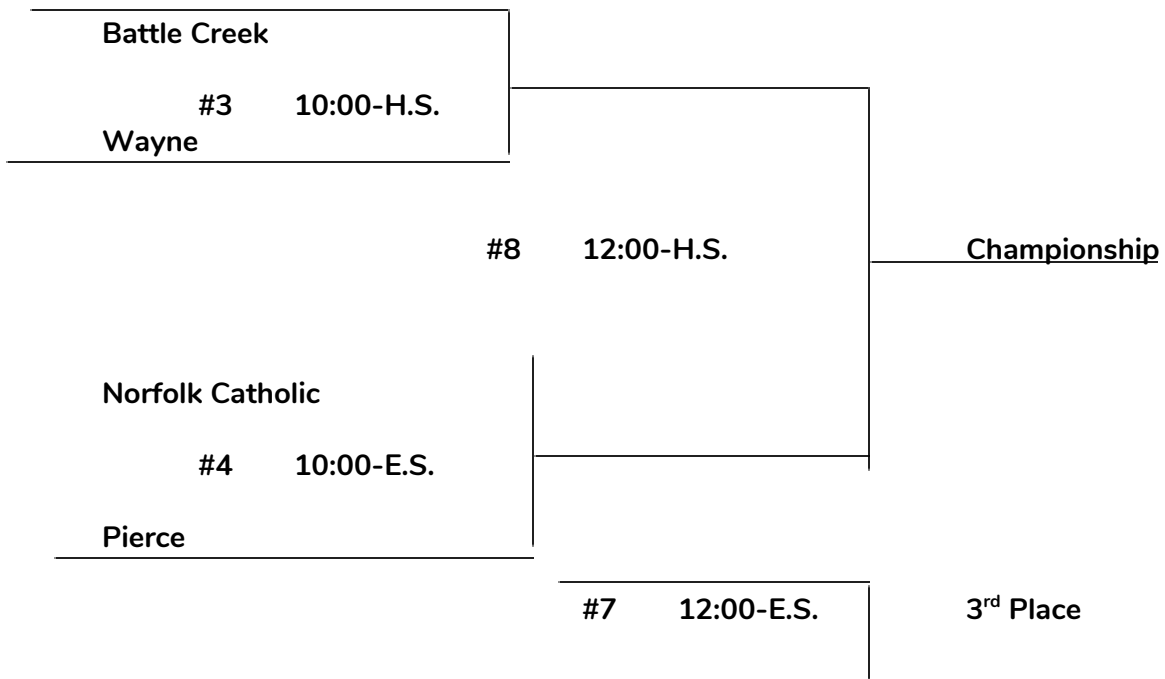 Battle Creek
#3 10:00-H.S.
Wayne
#8 12:00-H.S. Championship
Norfolk Catholic
#4 10:00-E.S.
Pierce
#7 12:00-E.S. 3rd Place